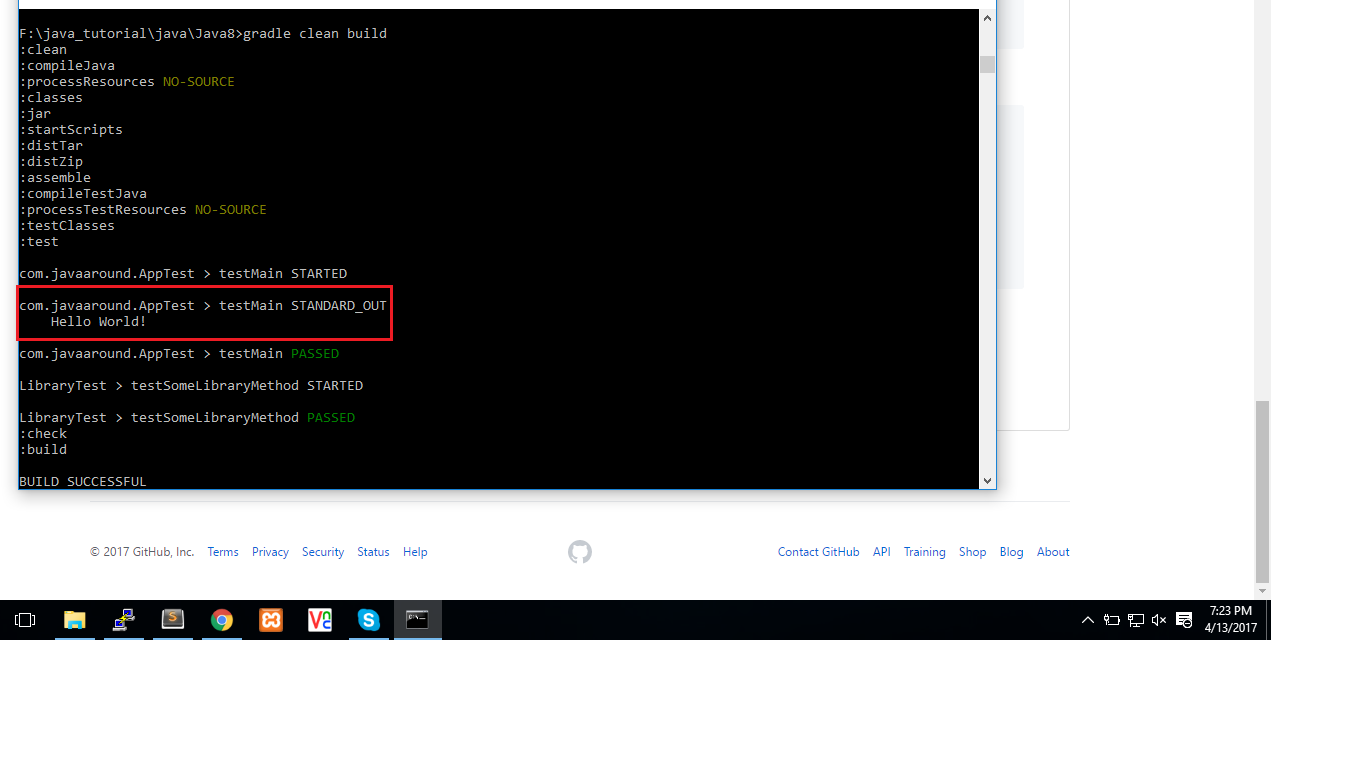 F:\java_tutorial\java\Java8>gradle clean build
:clean
:compileJava
:processResources NO-SOURCE
:classes
:jar
:startScripts
:distTar
:distZip
:assemble
:compileTestJava
:processTestResources NO-SOURCE
:testClasses
:test
com.javaaround.AppTest > testMain STARTED
com.javaaround.AppTest > testMain STANDARD_OUT
Hello World!
com.javaaround.AppTest > testMain PASSED
LibraryTest > testSomeLibraryMethod STARTED
LibraryTest > testSomeLibraryMethod PASSED
:check
:build
BUILD SUCCESSFUL
© 2017 GitHub, Inc. Terms Privacy Security Status Help Contact GitHub API Training Shop Blog About
7:23 PM
4/13/2017